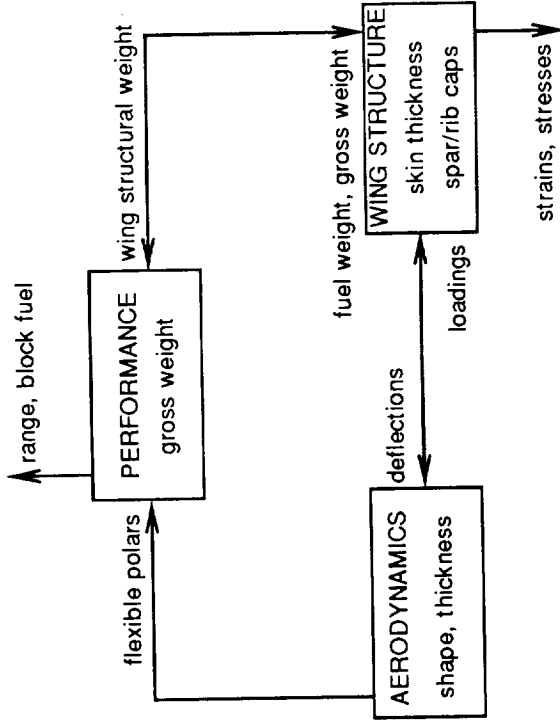 range, block fuel
flexible polars
PERFORMANCE
gross weight
wing structural weight
fuel weight, gross weight
AERODYNAMICS
shape, thickness
deflections
loadings
WING STRUCTURE
skin thickness
spar/rib caps
strains, stresses